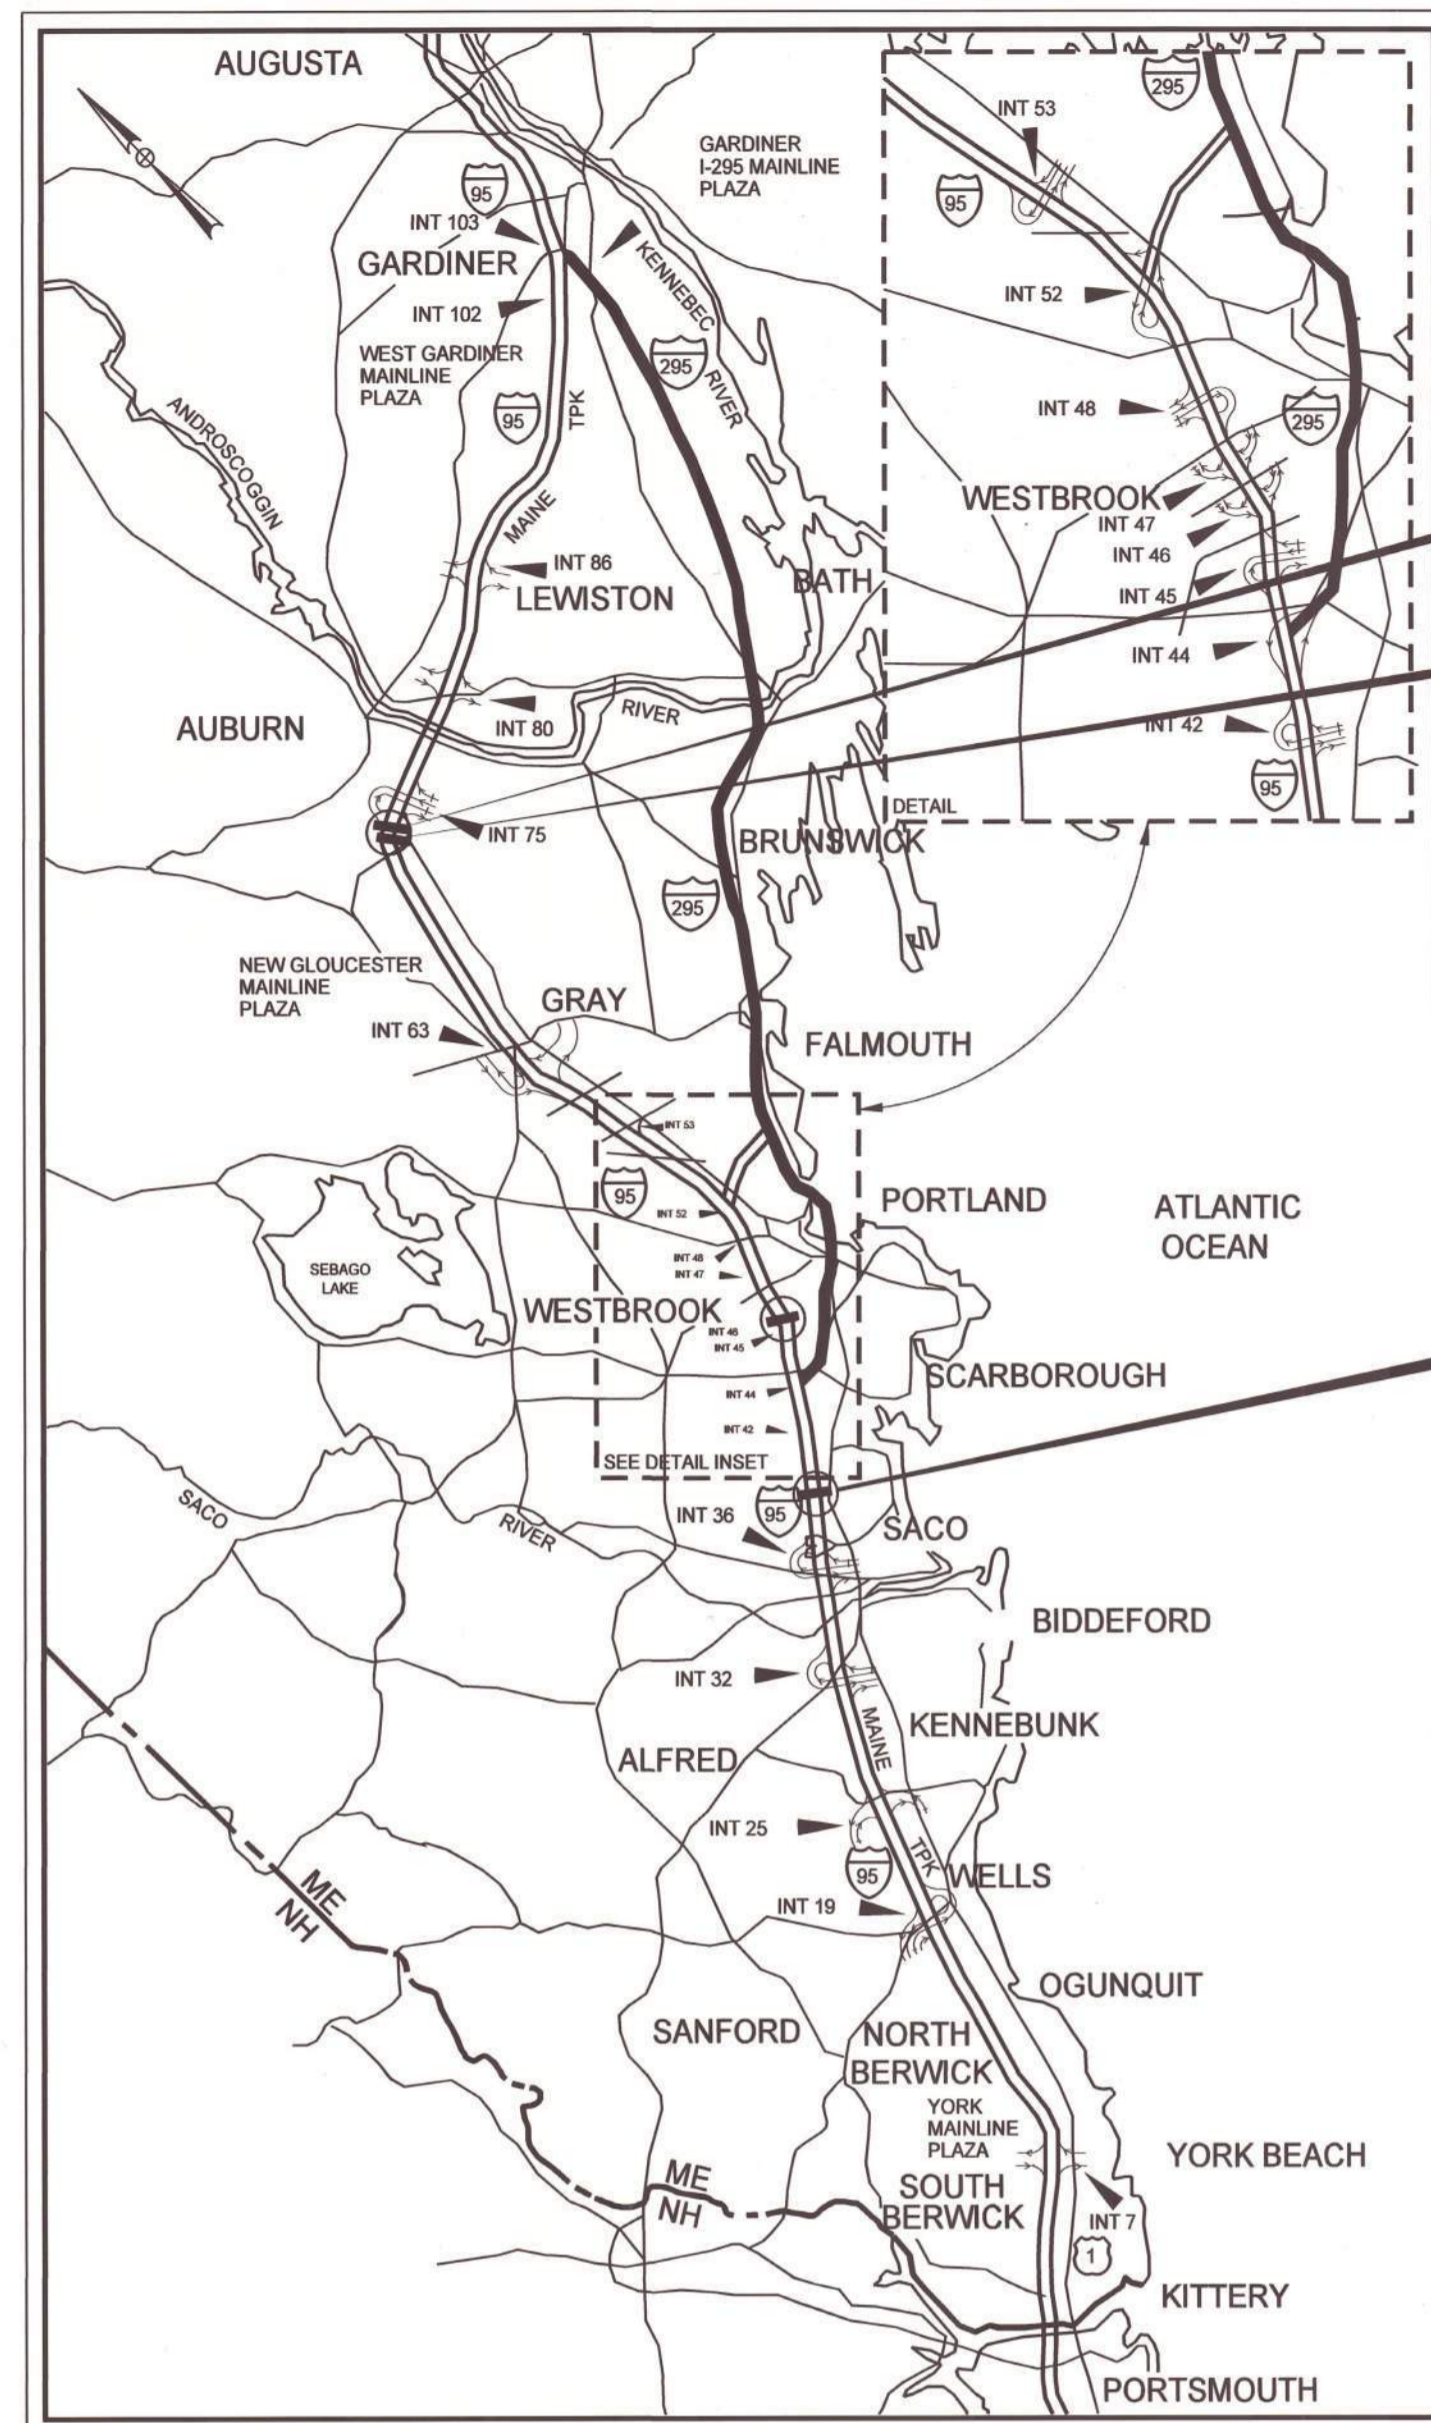 AUGUSTA
295
INT 53
GARDINER
I-295 MAINLINE
PLAZA
95
95
INT 103
GARDINER
KENNEBEC
RIVER
INT 52
INT 102
WEST GARDINER
MAINLINE
PLAZA
295
95
TPK
INT 48
295
ANDROSCOGGIN
RIVER
WESTBROOK
INT 47
MAINE
INT 46
INT 86
BATH
LEWISTON
INT 45
INT 44
AUBURN
INT 80
INT 42
95
DETAIL
INT 75
BRUNSWICK
295
NEW GLOUCESTER
MAINLINE
PLAZA
GRAY
INT 63
FALMOUTH
INT 53
95
PORTLAND
ATLANTIC
OCEAN
INT 52
INT 48
INT 47
SEBAGO
LAKE
WESTBROOK
INT 46
INT 45
SCARBOROUGH
INT 44
INT 42
SEE DETAIL INSET
SACO
RIVER
INT 36
95
SACO
BIDDEFORD
INT 32
MAINE
TPK
KENNEBUNK
ALFRED
INT 25
95
WELLS
ME
NH
INT 19
OGUNQUIT
SANFORD
NORTH
BERWICK
YORK
MAINLINE
PLAZA
YORK BEACH
ME
NH
SOUTH
BERWICK
INT 7
1
KITTERY
PORTSMOUTH